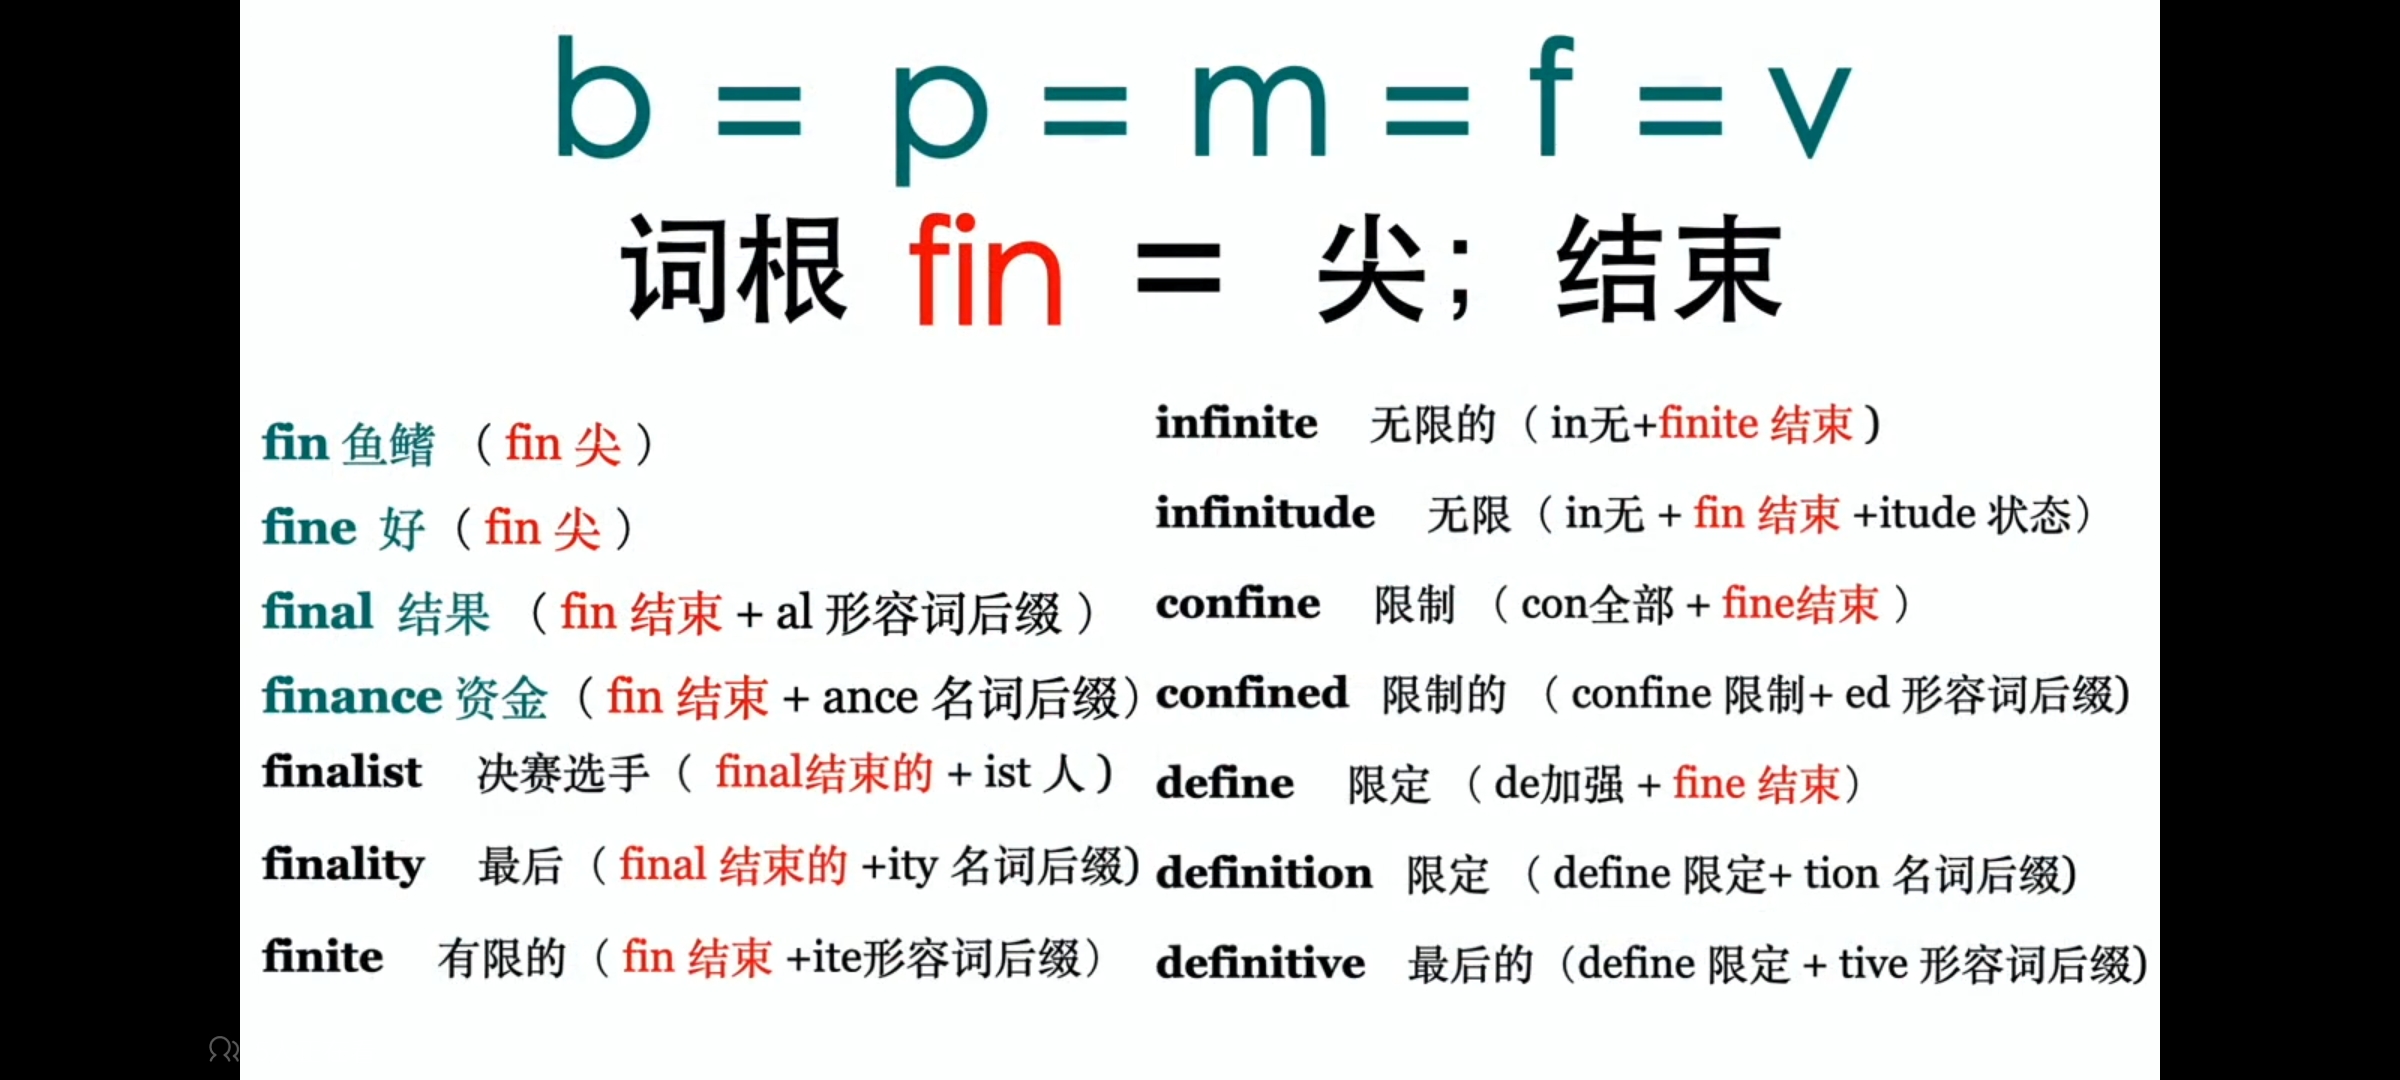 b = p = m = f = v
词根 fin = 尖；结束
fin 鱼鳍 （ fin 尖 ）
fine 好 （ fin 尖 ）
final 结果 （ fin 结束 + al 形容词后缀 ）
finance 资金 （ fin 结束 + ance 名词后缀）
finalist 决赛选手 （ final结束的 + ist 人 )
finality 最后 （ final 结束的 +ity 名词后缀)
finite 有限的 （ fin 结束 +ite形容词后缀）
infinite 无限的 （ in无+finite 结束 )
infinitude 无限 （ in无 + fin 结束 +itude 状态）
confine 限制 （ con全部 + fine结束 ）
confined 限制的 （ confine 限制+ ed 形容词后缀)
define 限定 （ de加强 + fine 结束）
definition 限定 （ define 限定+ tion 名词后缀)
definitive 最后的 （define 限定 + tive 形容词后缀)